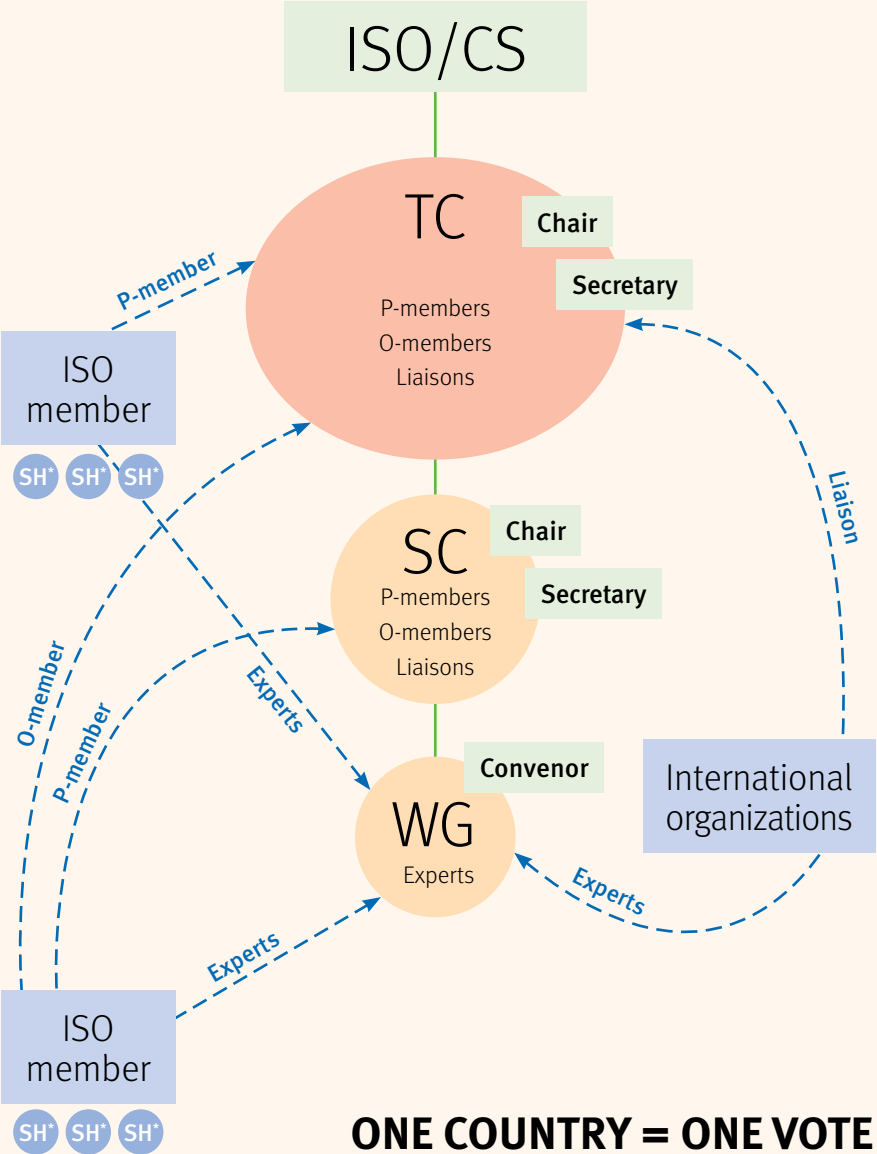 ISO/CS
TC
Chair
Secretary
P-members
O-members
Liaisons
P-member
ISO
member
SH* SH* SH*
Liaison
SC
Chair
Secretary
P-members
O-members
Liaisons
O-member
P-member
Experts
WG
Convenor
Experts
International
organizations
Experts
Experts
ISO
member
SH* SH* SH*
ONE COUNTRY = ONE VOTE